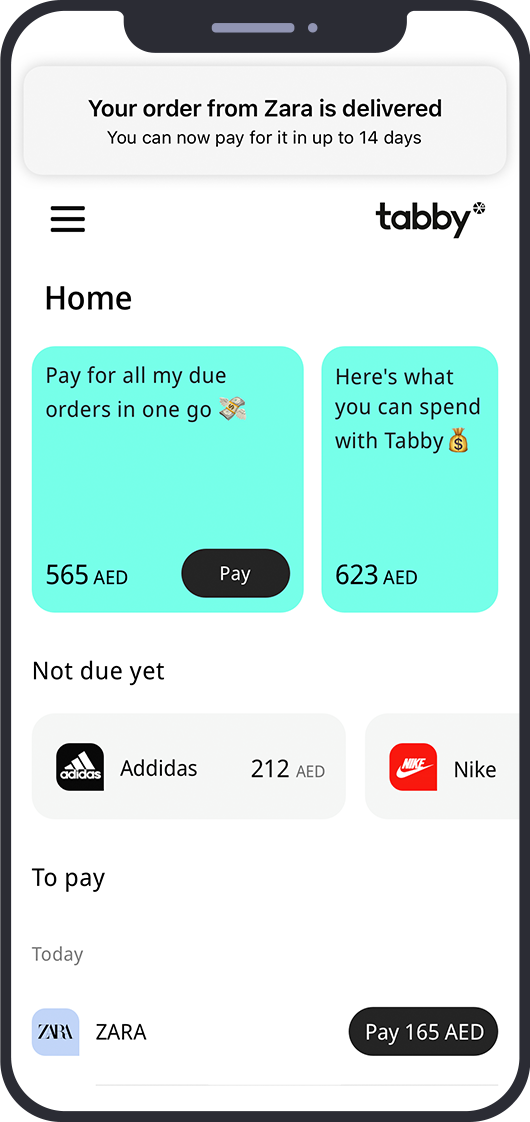 Your order from Zara is delivered
You can now pay for it in up to 14 days
tabby
Home
Pay for all my due
orders in one go
565 AED
Pay
Here's what
you can spend
with Tabby
623 AED
Not due yet
adidas
Addidas
212 AED
NIKE
Nike
To pay
Today
ZARA
ZARA
Pay 165 AED